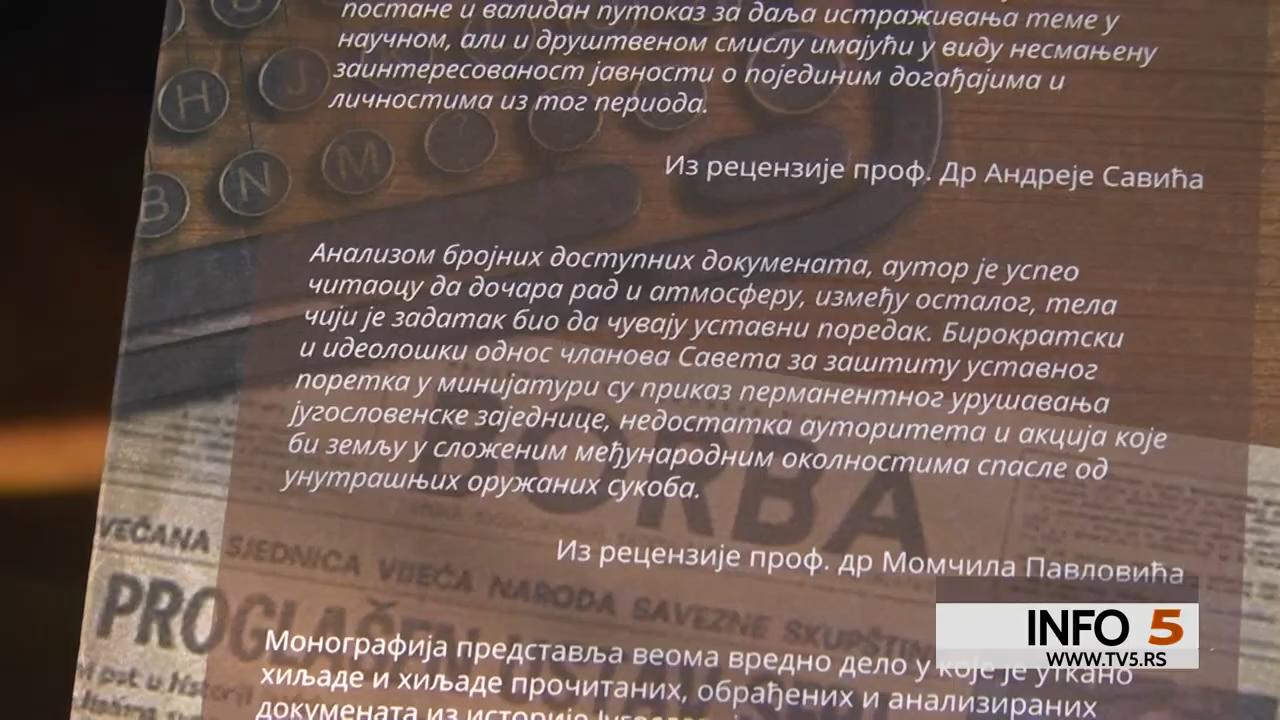 постане и валидан путоказ за даља истраживања теме у
научном, али и друштвеном смислу имајући у виду несмањену
заинтересованост јавности о појединим догађајима и
личностима из тог периода.
H J
M
B N
Из рецензије проф. Др Андреје Савића
Анализом бројних доступних докумената, аутор је успео
читаоцу да дочара рад и атмосферу, између осталог, тела
чији је задатак био да чувају уставни поредак. Бирократски
и идеолошки однос чланова Савета за заштиту уставног
поретка у минијатури су приказ перманентног урушавања
југословенске заједнице, недостатка ауторитета и акција које
би земљу у сложеним међународним околностима спасле од
унутрашњих оружаних сукоба.
BORBA
VEČANA SJEDNICA VIJEĆA NARODA SAVEZNE SKUPŠTIN
Из рецензије проф. др Момчила Павловића
INFO 5
WWW.TV5.RS
Монографија представља веома вредно дело у које је уткано
хиљаде и хиљаде прочитаних, обрађених и анализираних
документа из историје